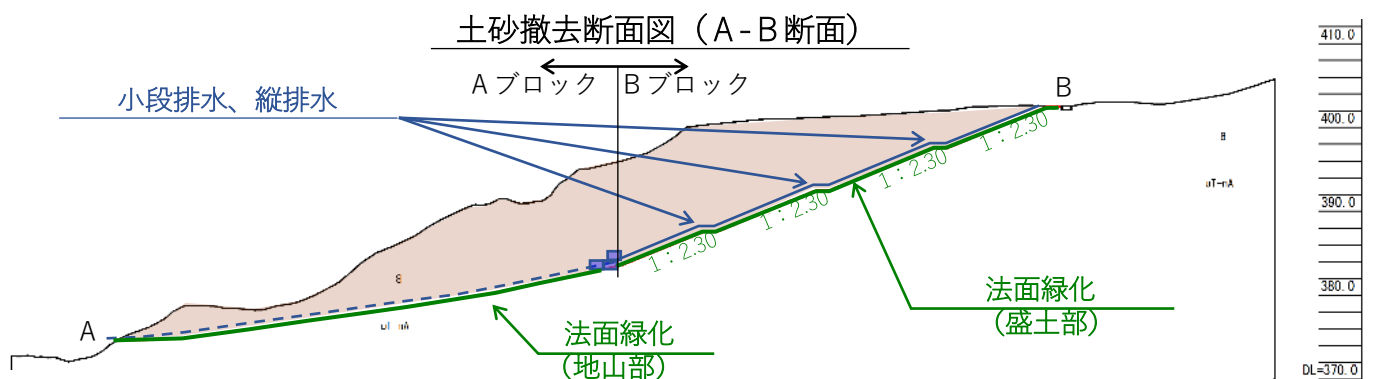 土砂撤去断面図（A-B断面）
Aブロック
Bブロック
小段排水、縦排水
B
410.0
400.0
390.0
380.0
DL=370.0
1：2.30
1：2.30
1：2.30
1：2.30
B
uT-nA
法面緑化
（盛土部）
A
法面緑化
（地山部）